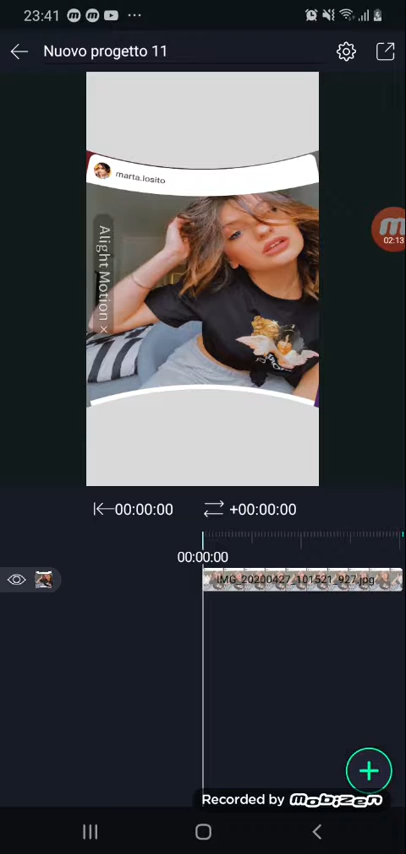 23:41
Nuovo progetto 11
marta.losito
Alight Motion ×
02:13
00:00:00
+00:00:00
00:00:00
IMG_20200427_101521_927.jpg
Recorded by mobizen